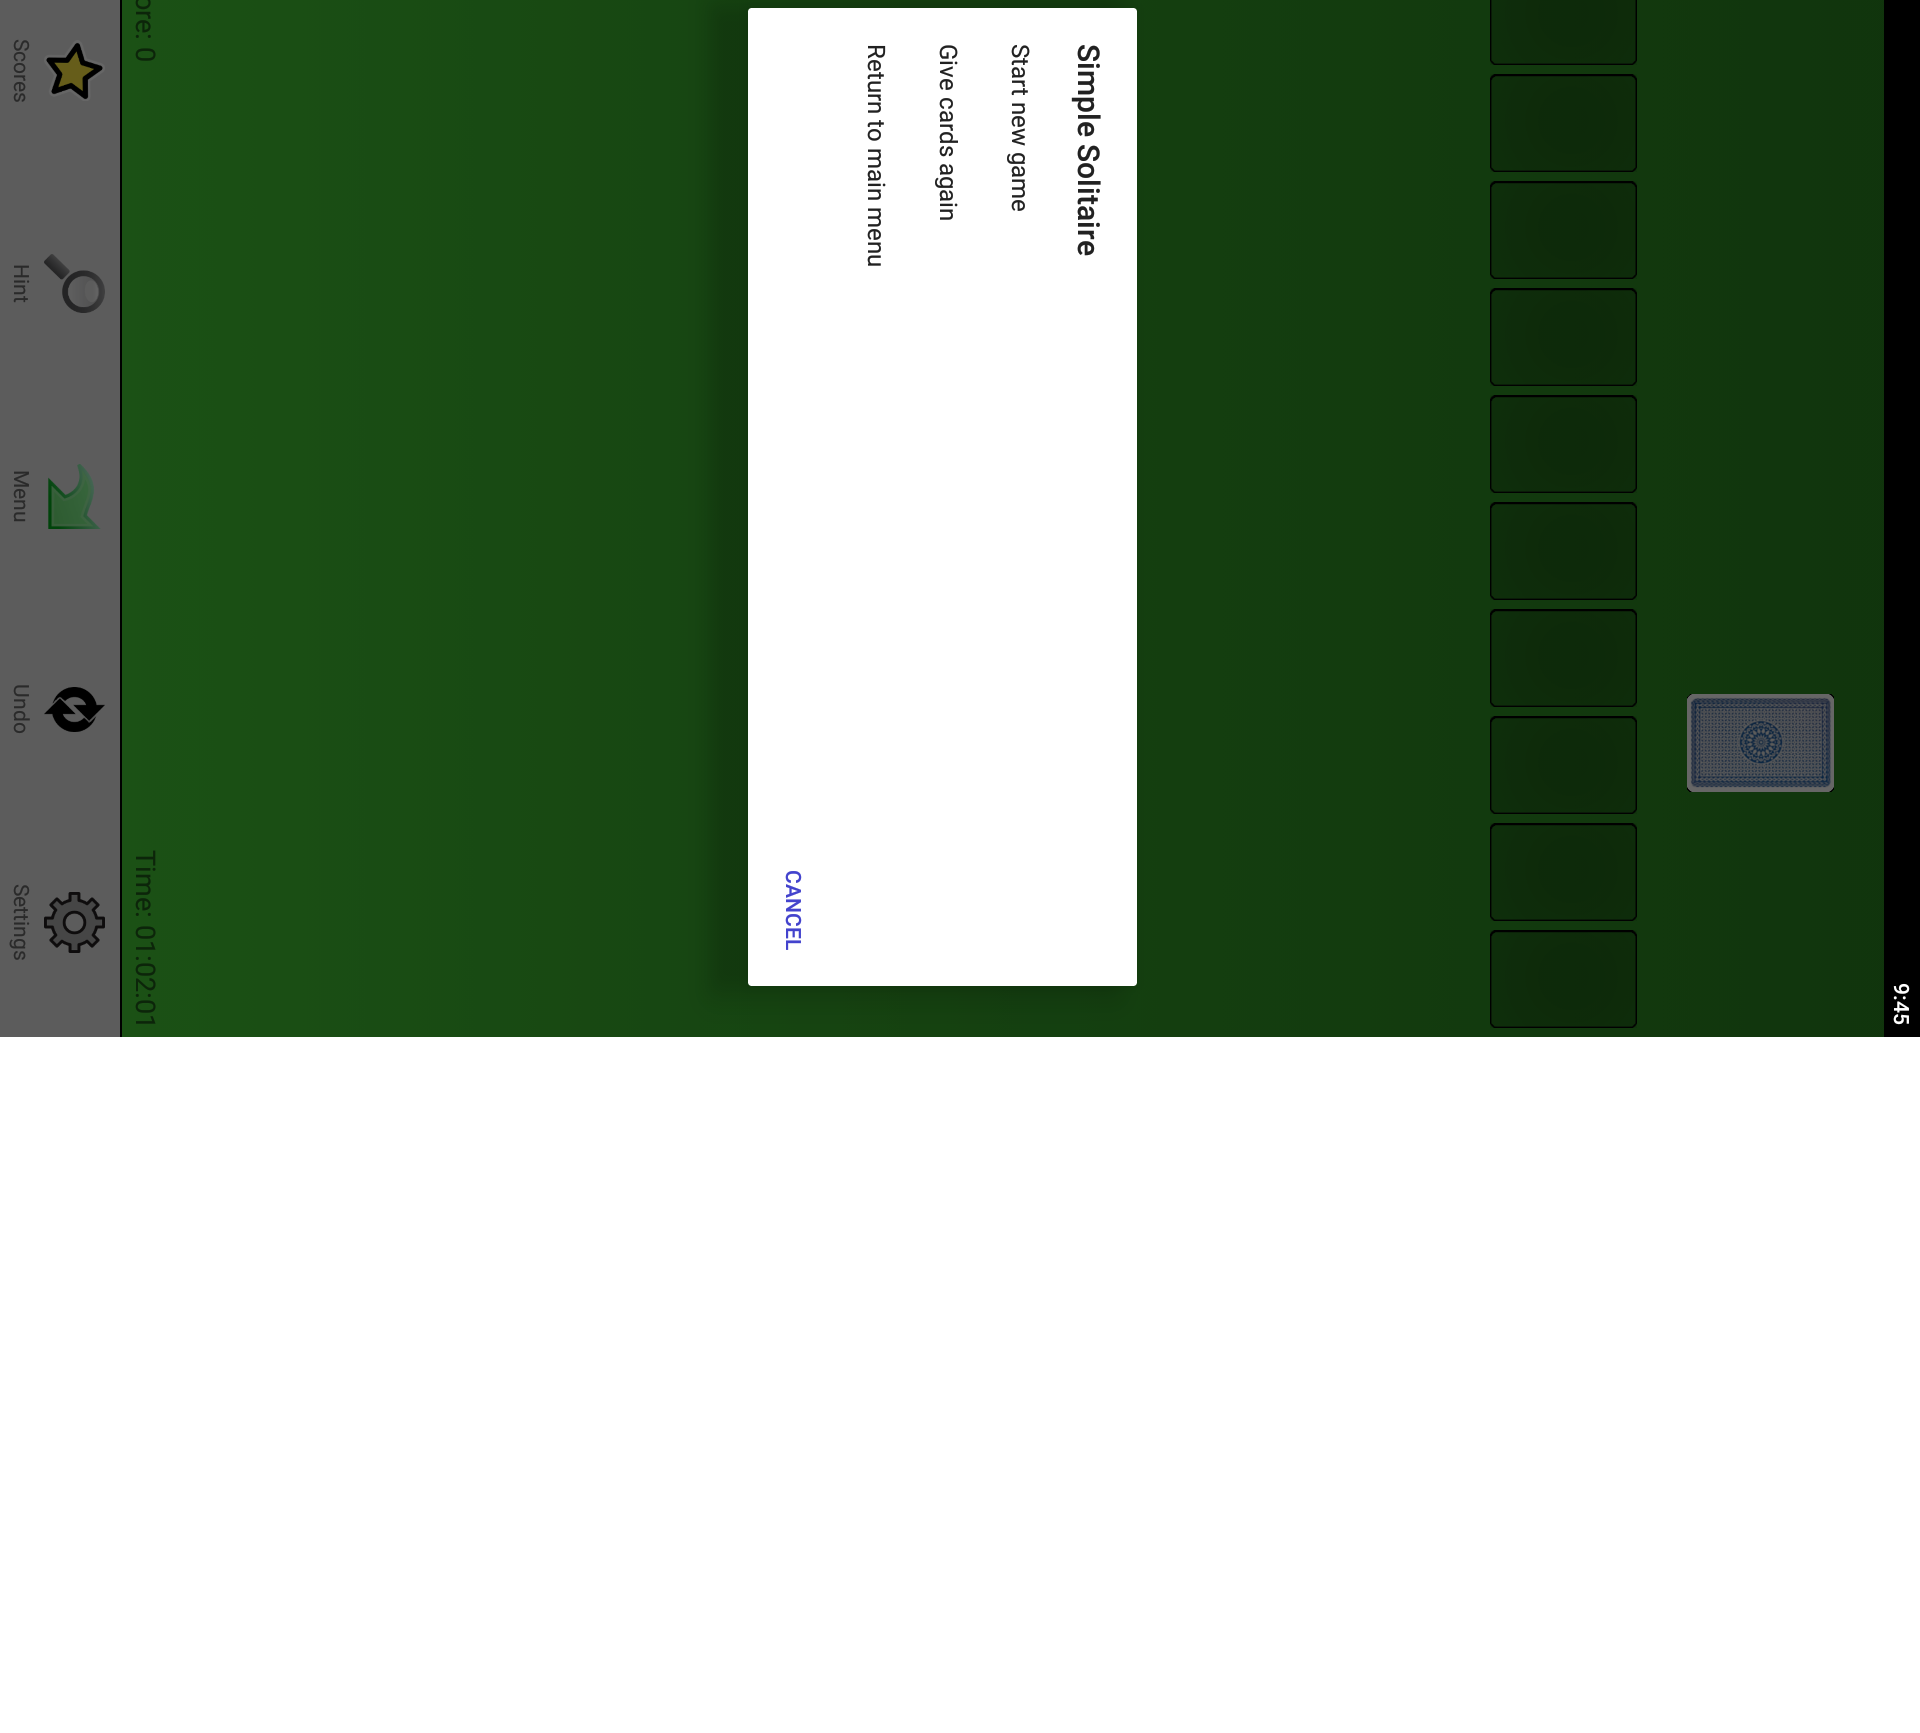 9:45
Simple Solitaire
Start new game
Give cards again
Return to main menu
CANCEL
ore: 0
Time: 01:02:01
Scores
Hint
Menu
Undo
Settings